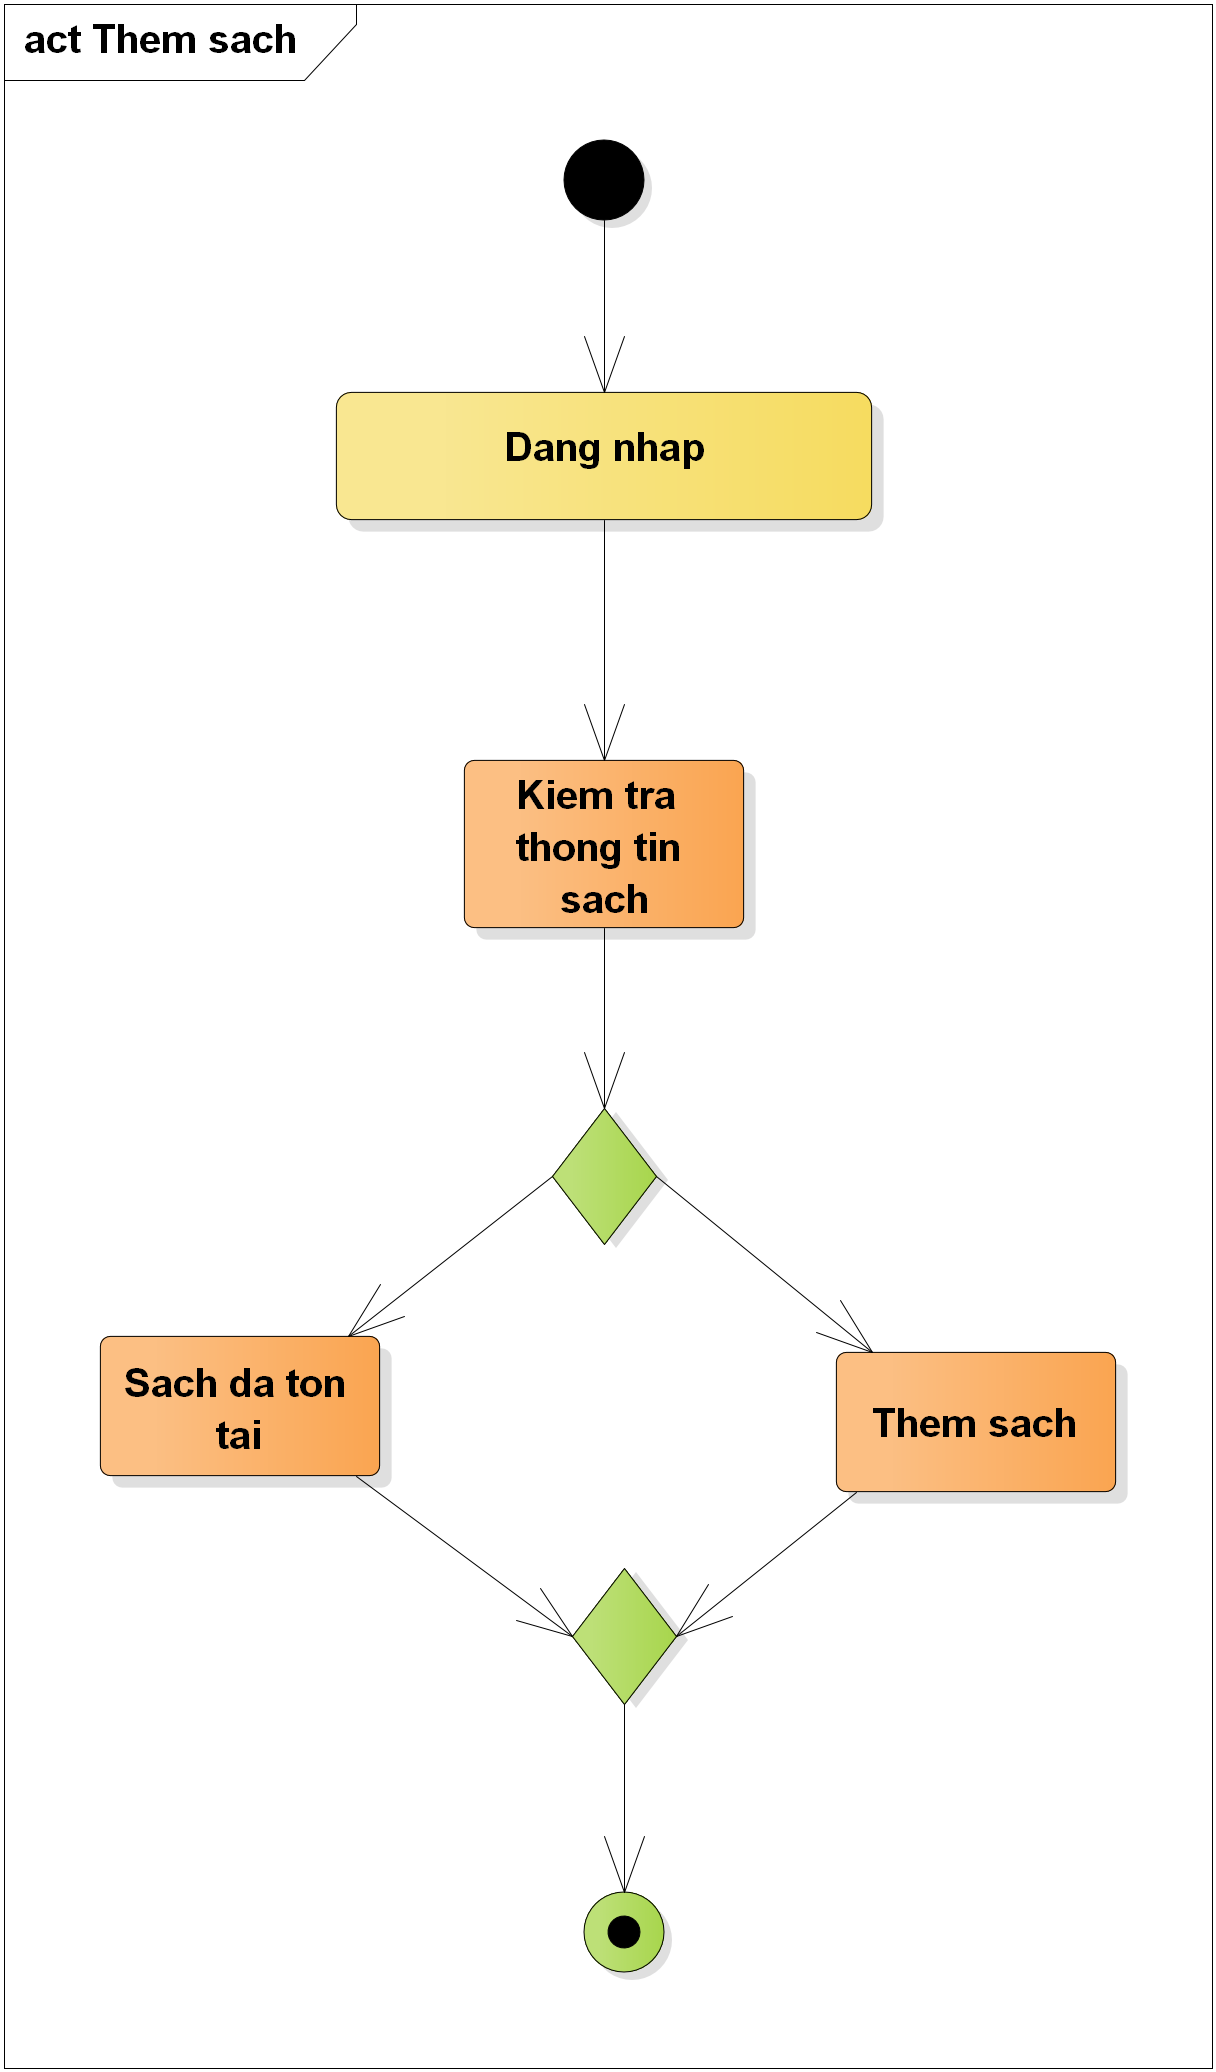 act Them sach
Dang nhap
Kiem tra
thong tin
sach
Sach da ton
tai
Them sach